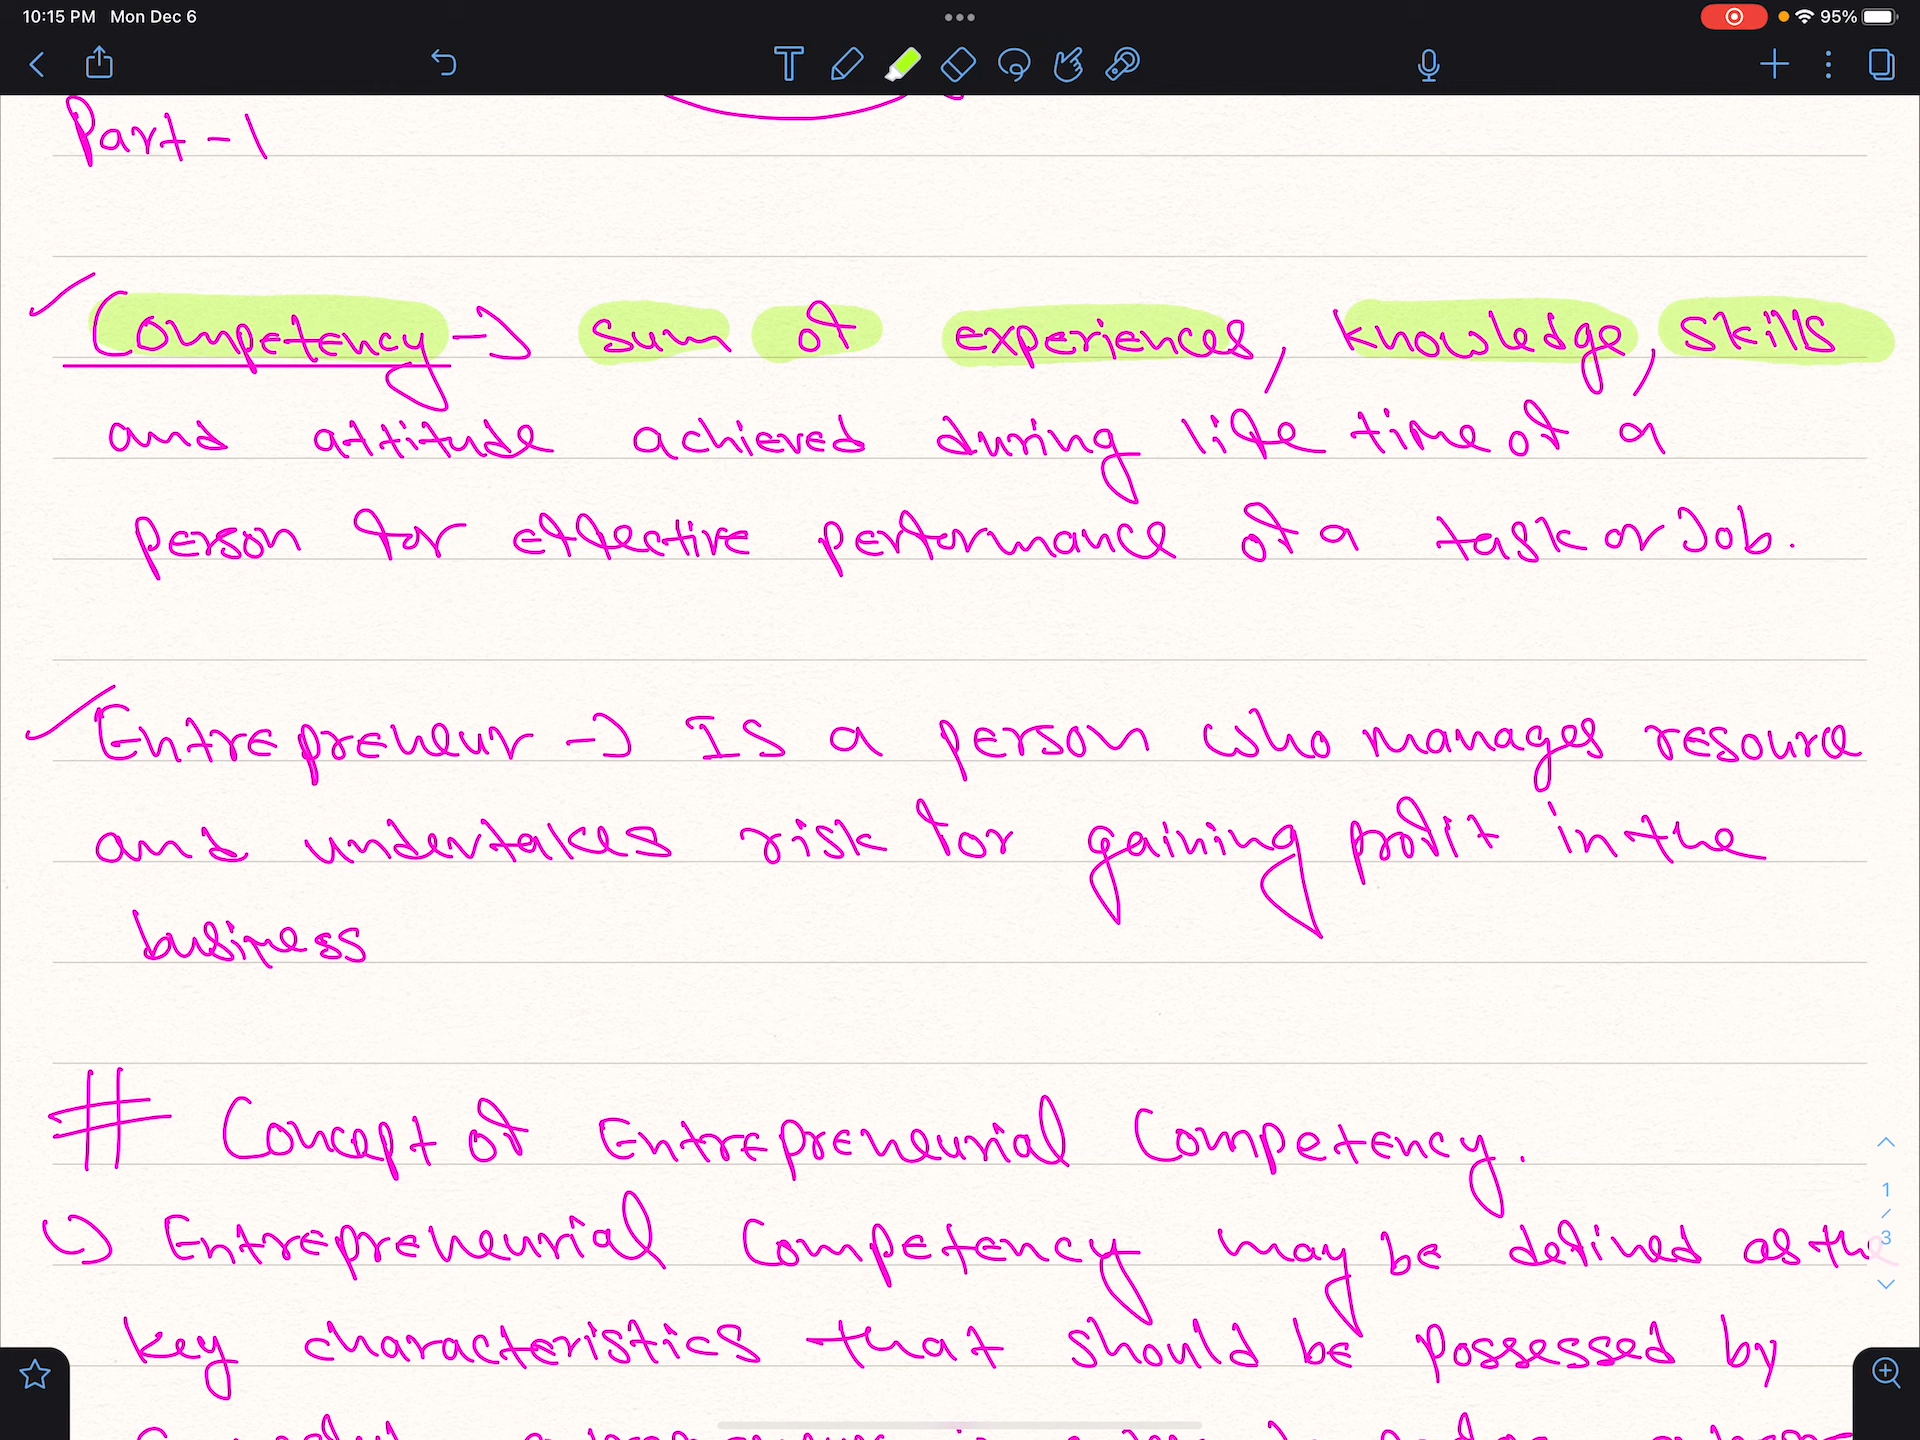 10:15 PM Mon Dec 6
95%
Part-1
Competency → sum of experiences, knowledge, skills
and attitude achieved during life time of a
person for effective performance of a task or Job.
Entrepreneur → Is a person who manages resource
and undertakes risk for gaining profit in the
business
# Concept of Entrepreneurial Competency.
1
3
Entrepreneurial Competency may be defined as the
key characteristics that should be possessed by